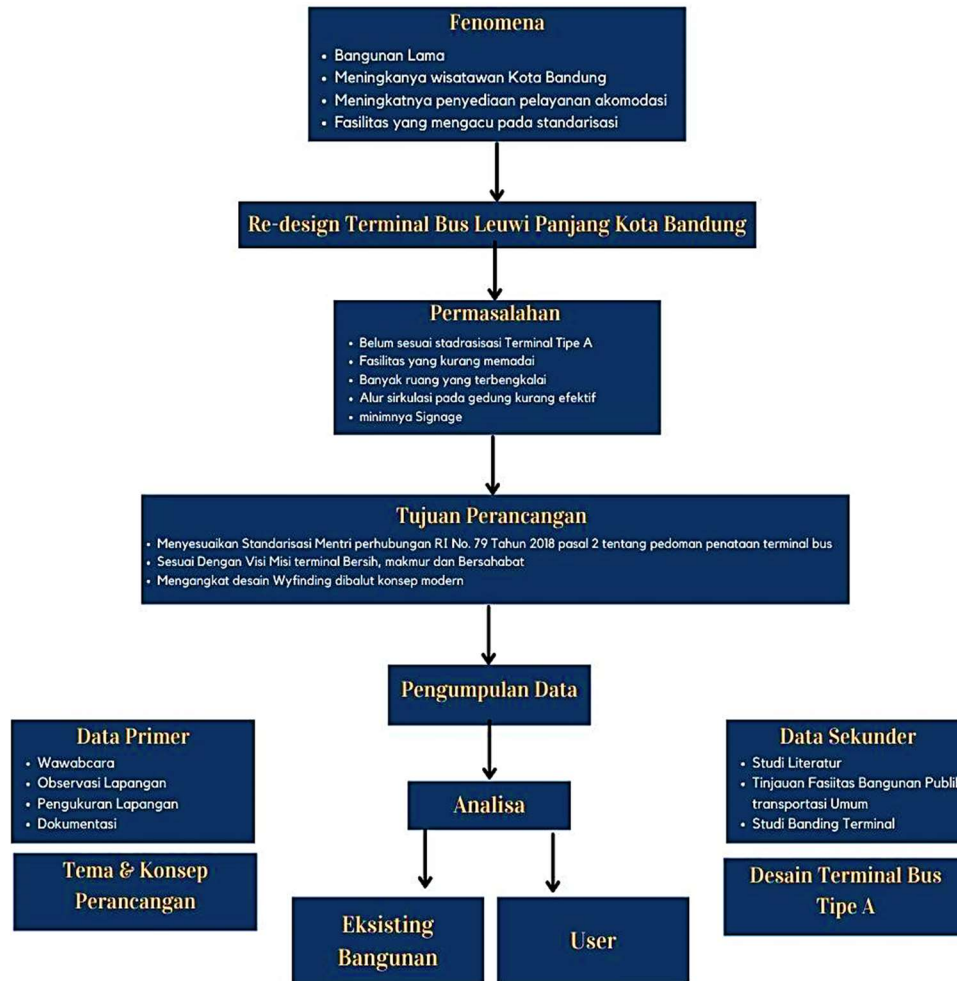 Fenomena
• Bangunan Lama
• Meningkanya wisatawan Kota Bandung
• Meningkatnya penyediaan pelayanan akomodasi
• Fasilitas yang mengacu pada standarisasi
Re-design Terminal Bus Leuwi Panjang Kota Bandung
Permasalahan
• Belum sesuai stadrasisasi Terminal Tipe A
• Fasilitas yang kurang memadai
• Banyak ruang yang terbengkalai
• Alur sirkulasi pada gedung kurang efektif
• minimnya Signage
Tujuan Perancangan
• Menyesuaikan Standarisasi Mentri perhubungan RI No. 79 Tahun 2018 pasal 2 tentang pedoman penataan terminal bus
• Sesuai Dengan Visi Misi terminal Bersih, makmur dan Bersahabat
• Mengangkat desain Wyfinding dibalut konsep modern
Pengumpulan Data
Data Primer
• Wawabcara
• Observasi Lapangan
• Pengukuran Lapangan
• Dokumentasi
Data Sekunder
• Studi Literatur
• Tinjauan Fasiitas Bangunan Publik
transportasi Umum
• Studi Banding Terminal
Analisa
Tema & Konsep
Perancangan
Desain Terminal Bus
Tipe A
Eksisting
Bangunan
User